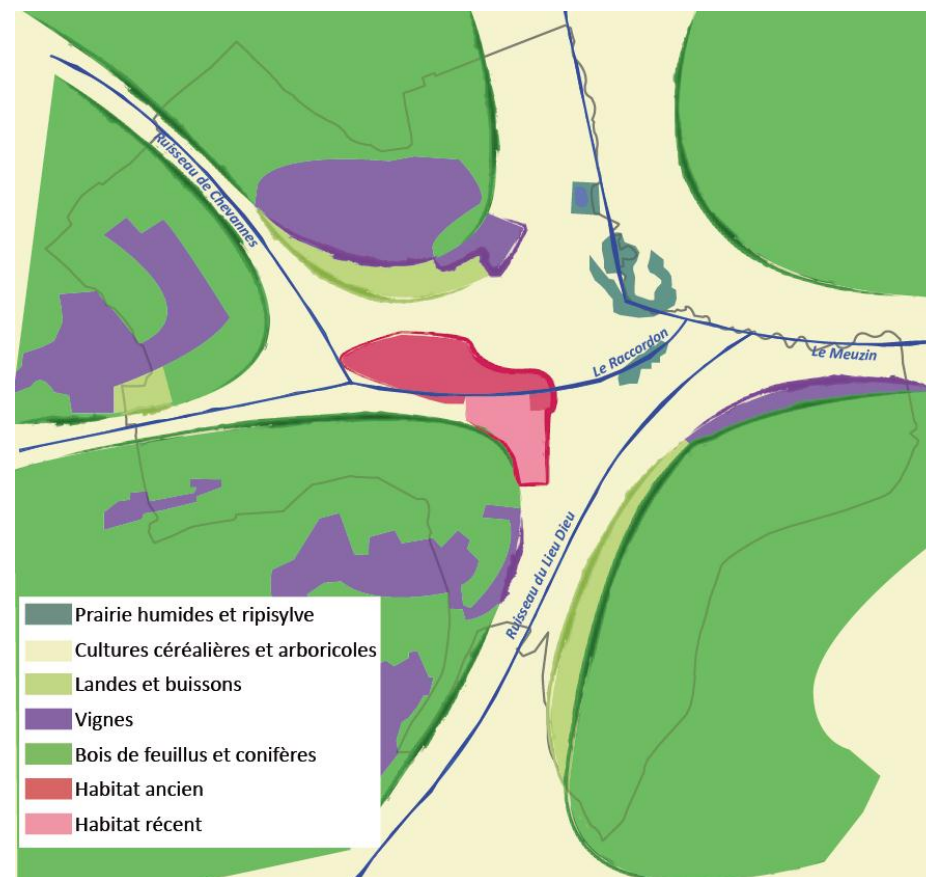 Ruisseau de Chevannes
Le Raccordon
Le Meuzin
Ruisseau du Lieu Dieu
Prairie humides et ripisylve
Cultures céréalières et arboricoles
Landes et buissons
Vignes
Bois de feuillus et conifères
Habitat ancien
Habitat récent